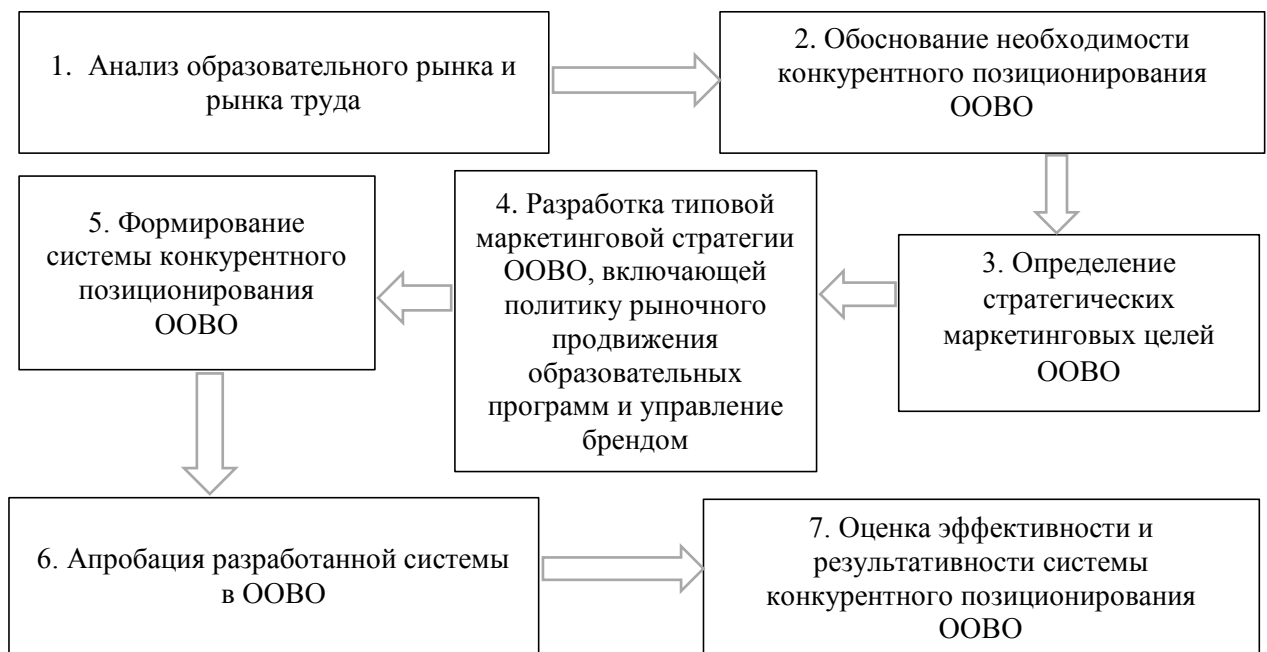 1. Анализ образовательного рынка и
рынка труда
2. Обоснование необходимости
конкурентного позиционирования
ООВО
3. Определение
стратегических
маркетинговых целей
ООВО
4. Разработка типовой
маркетинговой стратегии
ООВО, включающей
политику рыночного
продвижения
образовательных
программ и управление
брендом
5. Формирование
системы конкурентного
позиционирования
ООВО
6. Апробация разработанной системы
в ООВО
7. Оценка эффективности и
результативности системы
конкурентного позиционирования
ООВО